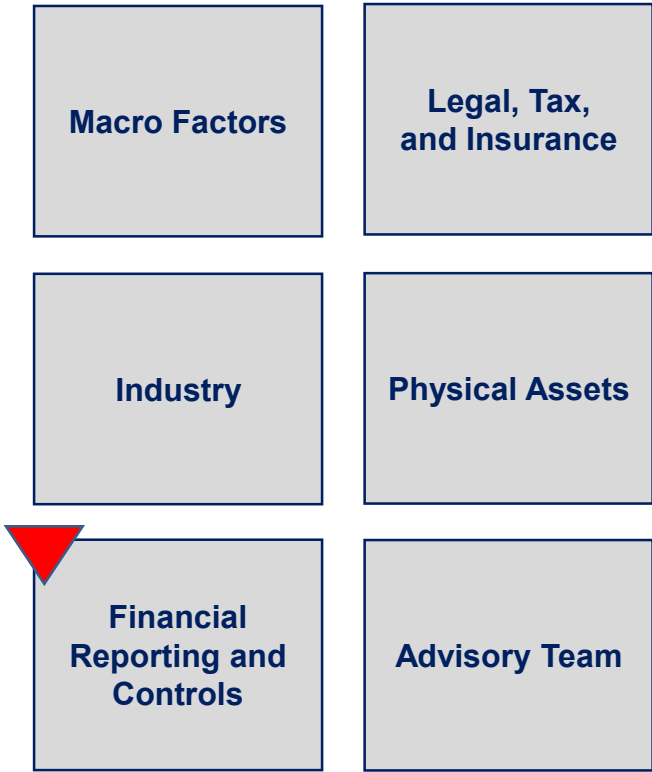 Macro Factors
Legal, Tax,
and Insurance
Industry
Physical Assets
Financial
Reporting and
Controls
Advisory Team